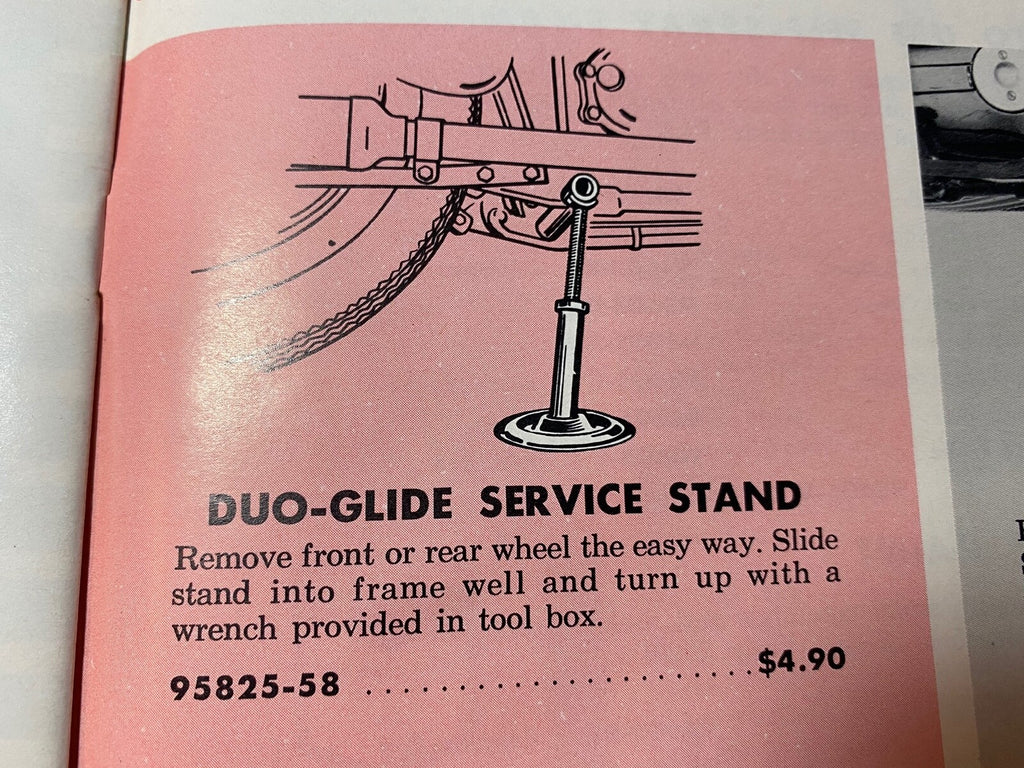 DUO-GLIDE SERVICE STAND
Remove front or rear wheel the easy way. Slide
stand into frame well and turn up with a
wrench provided in tool box.
95825-58 ........................ $4.90